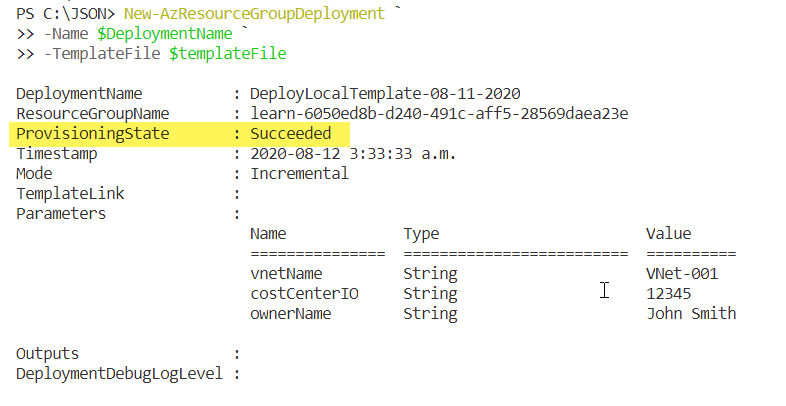 PS C:\JSON> New-AzResourceGroupDeployment `
>> -Name $DeploymentName `
>> -TemplateFile $templateFile
DeploymentName : DeployLocalTemplate-08-11-2020
ResourceGroupName : learn-6050ed8b-d240-491c-aff5-28569daea23e
ProvisioningState : Succeeded
Timestamp : 2020-08-12 3:33:33 a.m.
Mode : Incremental
TemplateLink :
Parameters :
Name Type Value
=============== ========================= ==========
vnetName String VNet-001
costCenterIO String 12345
ownerName String John Smith
Outputs :
DeploymentDebugLogLevel :